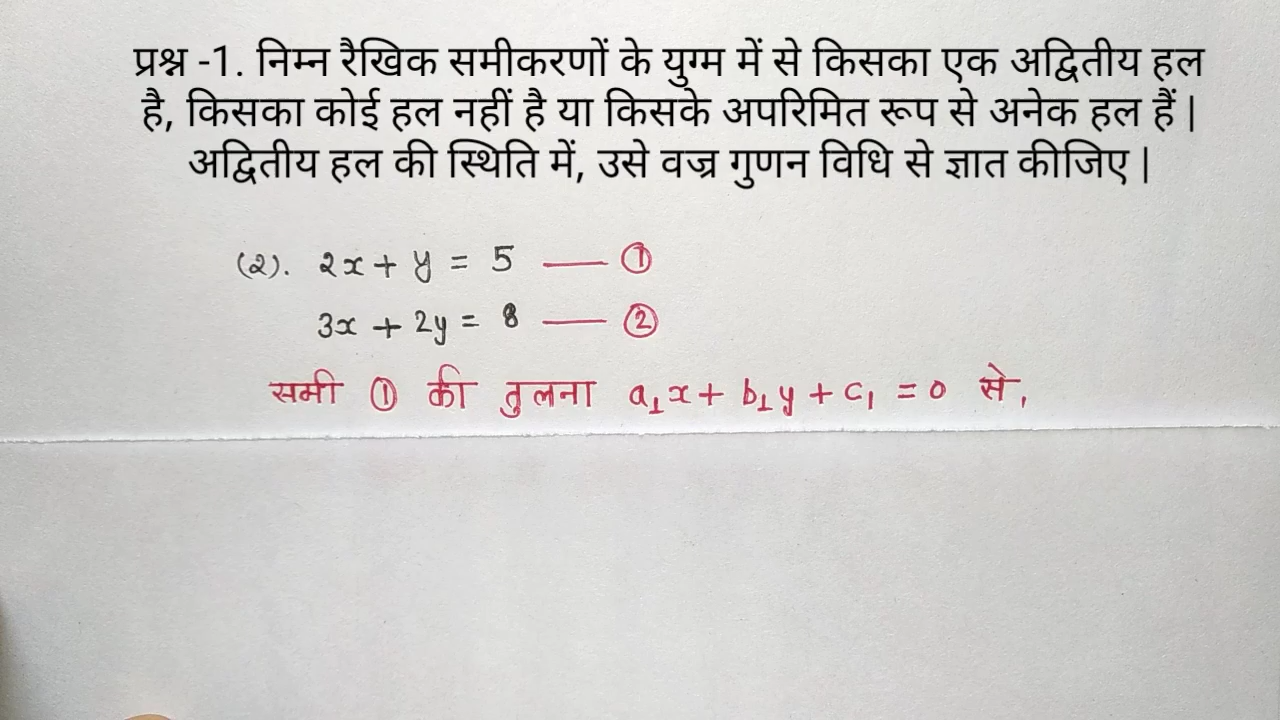 प्रश्न -1. निम्न रैखिक समीकरणों के युग्म में से किसका एक अद्वितीय हल
है, किसका कोई हल नहीं है या किसके अपरिमित रूप से अनेक हल हैं |
अद्वितीय हल की स्थिति में, उसे वज्र गुणन विधि से ज्ञात कीजिए |
(2). 2x + y = 5 —— ①
3x + 2y = 8 —— ②
समी ① की तुलना a₁x + b₁y + c₁ = 0 से,